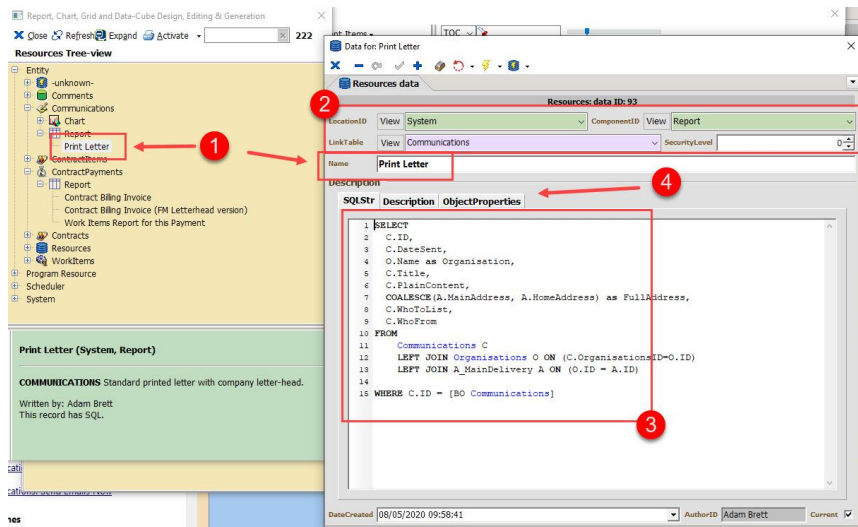 Report, Chart, Grid and Data-Cube Design, Editing & Generation
Close Refresh Expand Activate 222
Resources Tree-view
Entity
-unknown-
Comments
Communications
Chart
Report
Print Letter
ContractItems
ContractPayments
Report
Contract Billing Invoice
Contract Billing Invoice (FM Letterhead version)
Work Items Report for this Payment
Contracts
Resources
WorkItems
Program Resource
Scheduler
System
1
Print Letter (System, Report)
COMMUNICATIONS Standard printed letter with company letter-head.
Written by: Adam Brett
This record has SQL.
Items
TOC
Data for: Print Letter
Resources data
Resources: data ID: 93
2
LocationID View System ComponentID View Report
LinkTable View Communications SecurityLevel 0
Name Print Letter
Description
4
SQLStr Description ObjectProperties
1 SELECT
2 C.ID,
3 C.DateSent,
4 O.Name as Organisation,
5 C.Title,
6 C.PlainContent,
7 COALESCE(A.MainAddress, A.HomeAddress) as FullAddress,
8 C.WhoToList,
9 C.WhoFrom
10 FROM
11 Communications C
12 LEFT JOIN Organisations O ON (C.OrganisationsID=O.ID)
13 LEFT JOIN A_MainDelivery A ON (O.ID = A.ID)
14
15 WHERE C.ID = [BO Communications]
3
DateCreated 08/05/2020 09:58:41 AuthorID Adam Brett Current